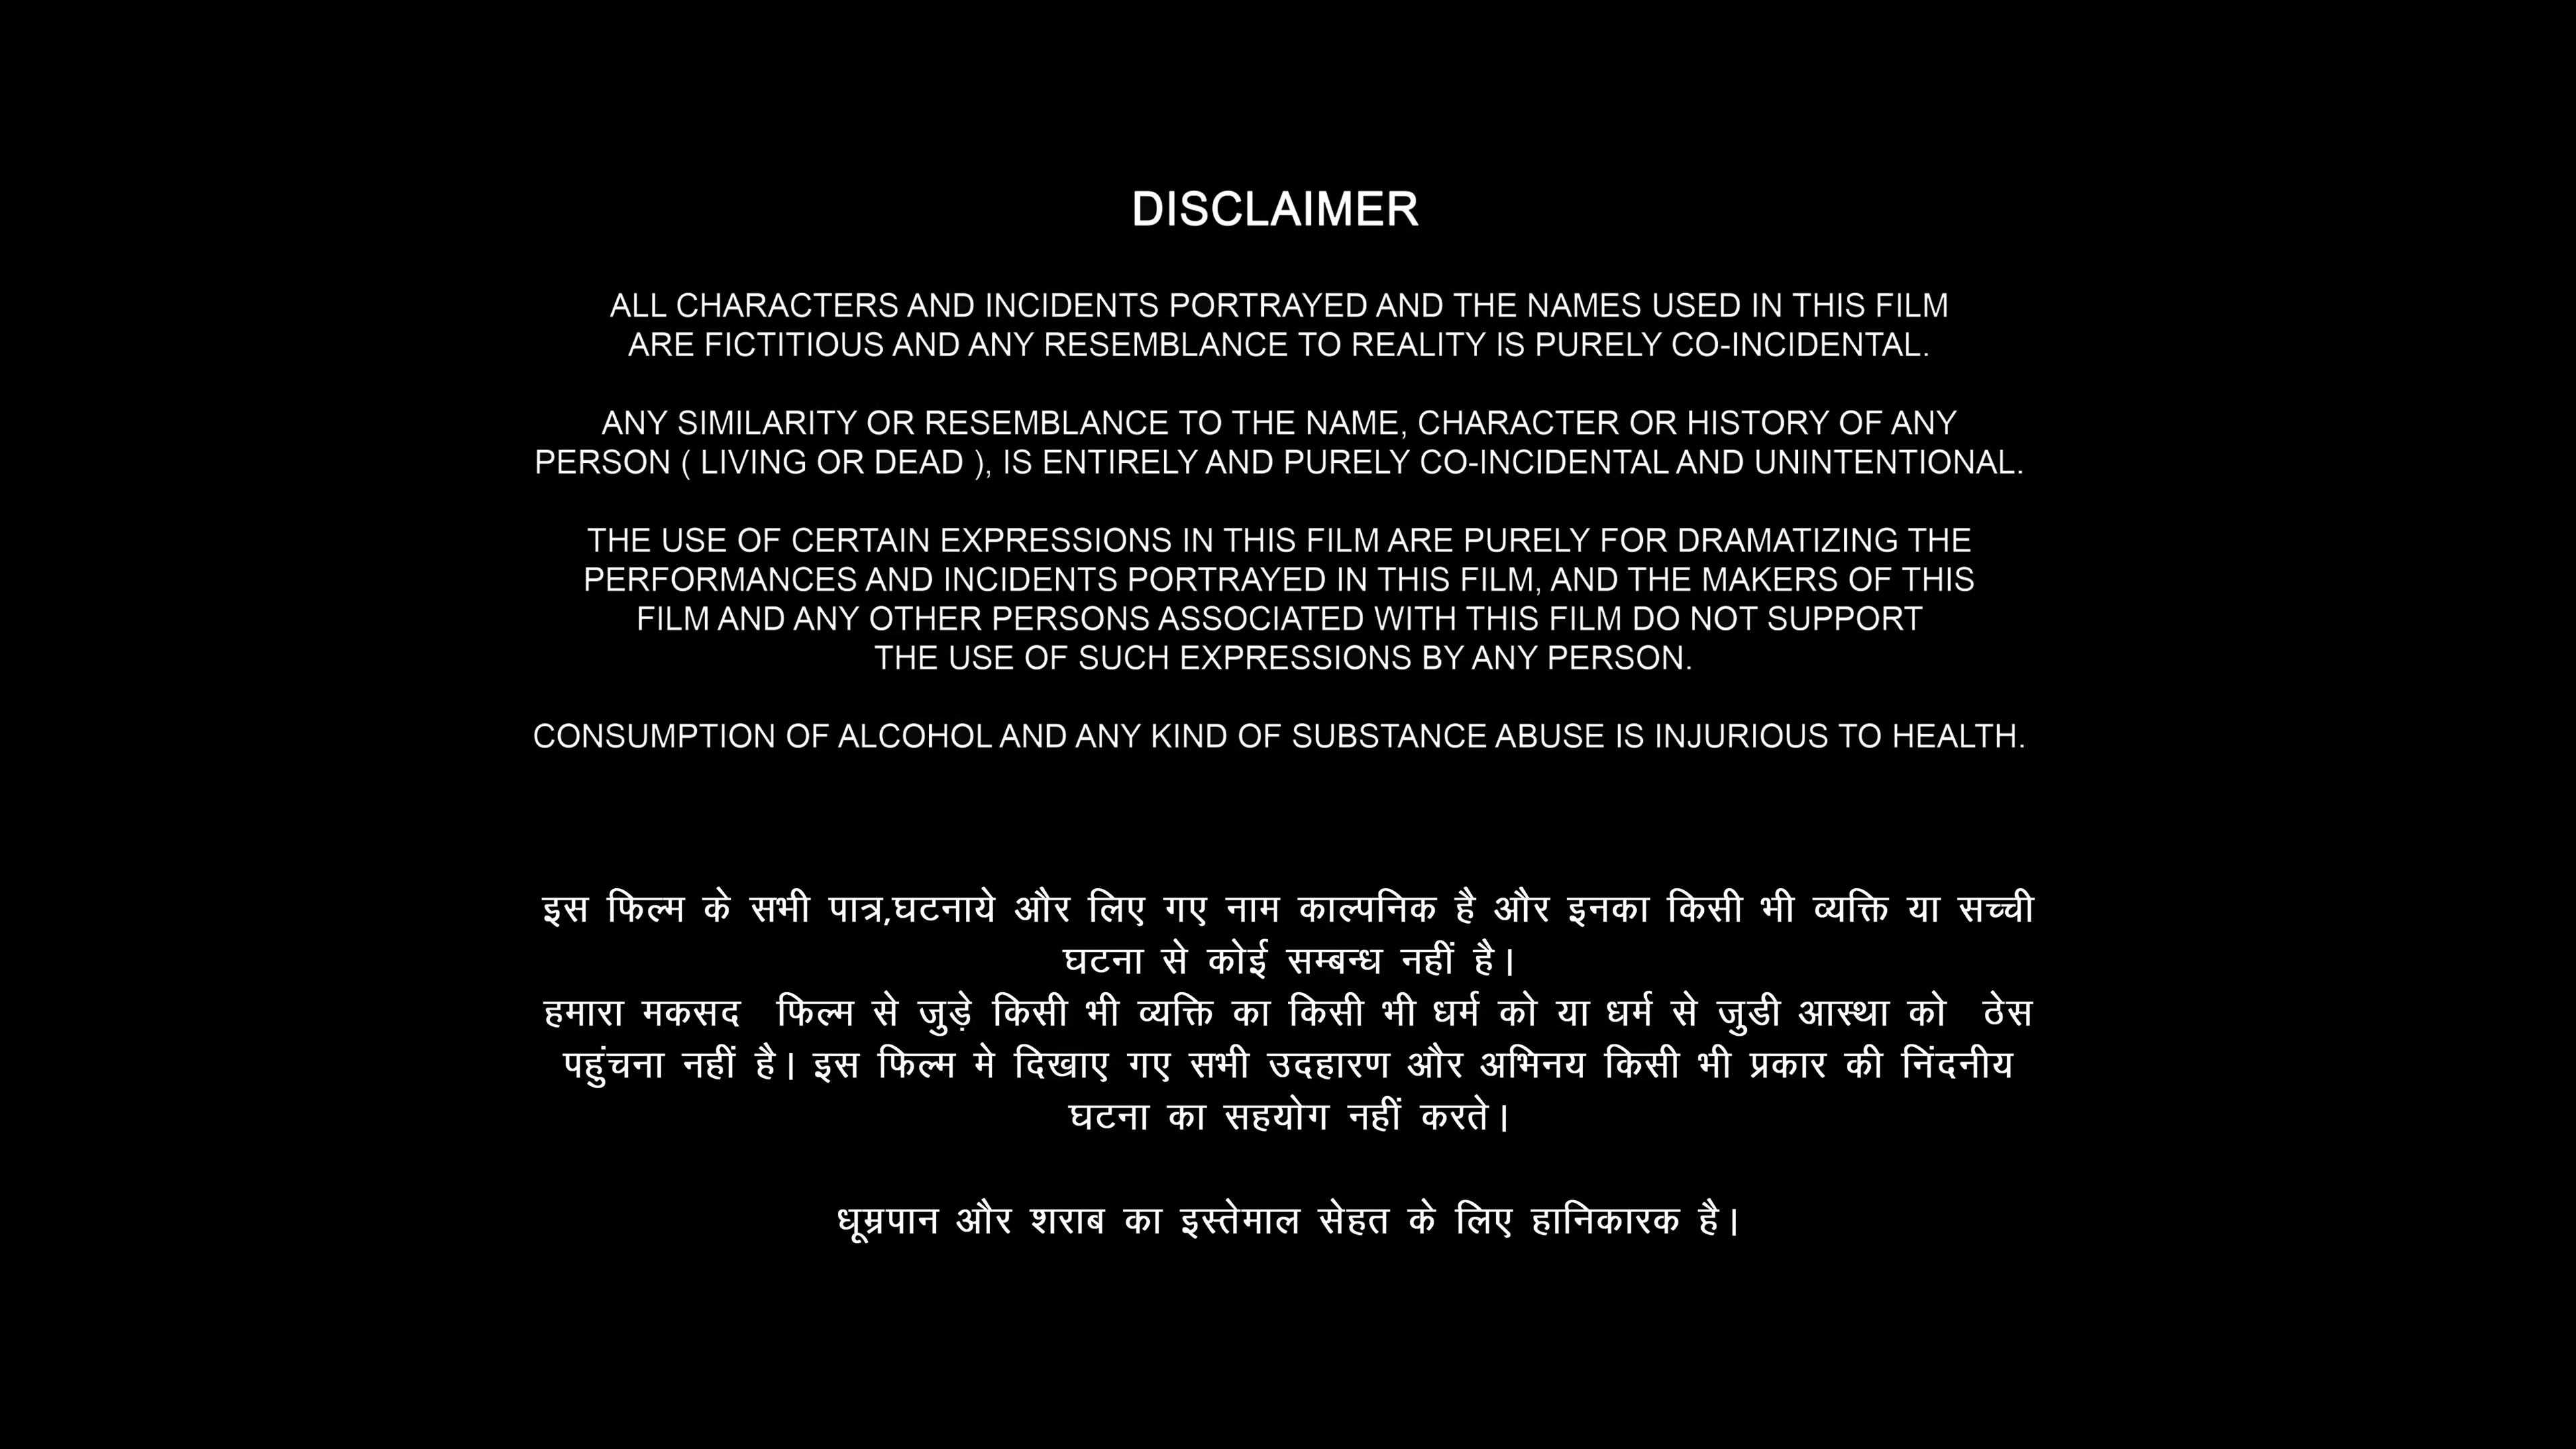 DISCLAIMER
ALL CHARACTERS AND INCIDENTS PORTRAYED AND THE NAMES USED IN THIS FILM
ARE FICTITIOUS AND ANY RESEMBLANCE TO REALITY IS PURELY CO-INCIDENTAL.
ANY SIMILARITY OR RESEMBLANCE TO THE NAME, CHARACTER OR HISTORY OF ANY
PERSON ( LIVING OR DEAD ), IS ENTIRELY AND PURELY CO-INCIDENTAL AND UNINTENTIONAL.
THE USE OF CERTAIN EXPRESSIONS IN THIS FILM ARE PURELY FOR DRAMATIZING THE
PERFORMANCES AND INCIDENTS PORTRAYED IN THIS FILM, AND THE MAKERS OF THIS
FILM AND ANY OTHER PERSONS ASSOCIATED WITH THIS FILM DO NOT SUPPORT
THE USE OF SUCH EXPRESSIONS BY ANY PERSON.
CONSUMPTION OF ALCOHOL AND ANY KIND OF SUBSTANCE ABUSE IS INJURIOUS TO HEALTH.
इस फिल्म के सभी पात्र,घटनाये और लिए गए नाम काल्पनिक है और इनका किसी भी व्यक्ति या सच्ची
घटना से कोई सम्बन्ध नहीं है।
हमारा मकसद फिल्म से जुड़े किसी भी व्यक्ति का किसी भी धर्म को या धर्म से जुडी आस्था को ठेस
पहुंचना नहीं है। इस फिल्म मे दिखाए गए सभी उदहारण और अभिनय किसी भी प्रकार की निंदनीय
घटना का सहयोग नहीं करते।
धूम्रपान और शराब का इस्तेमाल सेहत के लिए हानिकारक है।